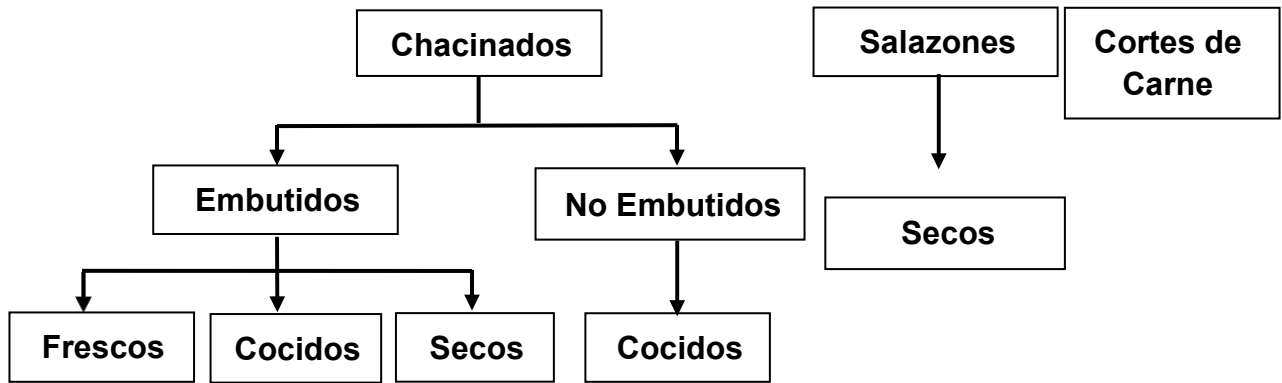 Chacinados
Salazones
Cortes de
Carne
Embutidos
No Embutidos
Secos
Frescos
Cocidos
Secos
Cocidos